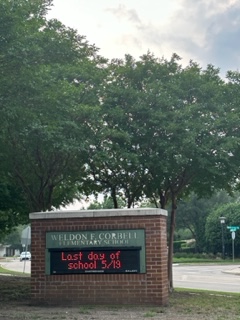 WELDON F. CORBELL
ELEMENTARY SCHOOL
Last day of
school 5/19